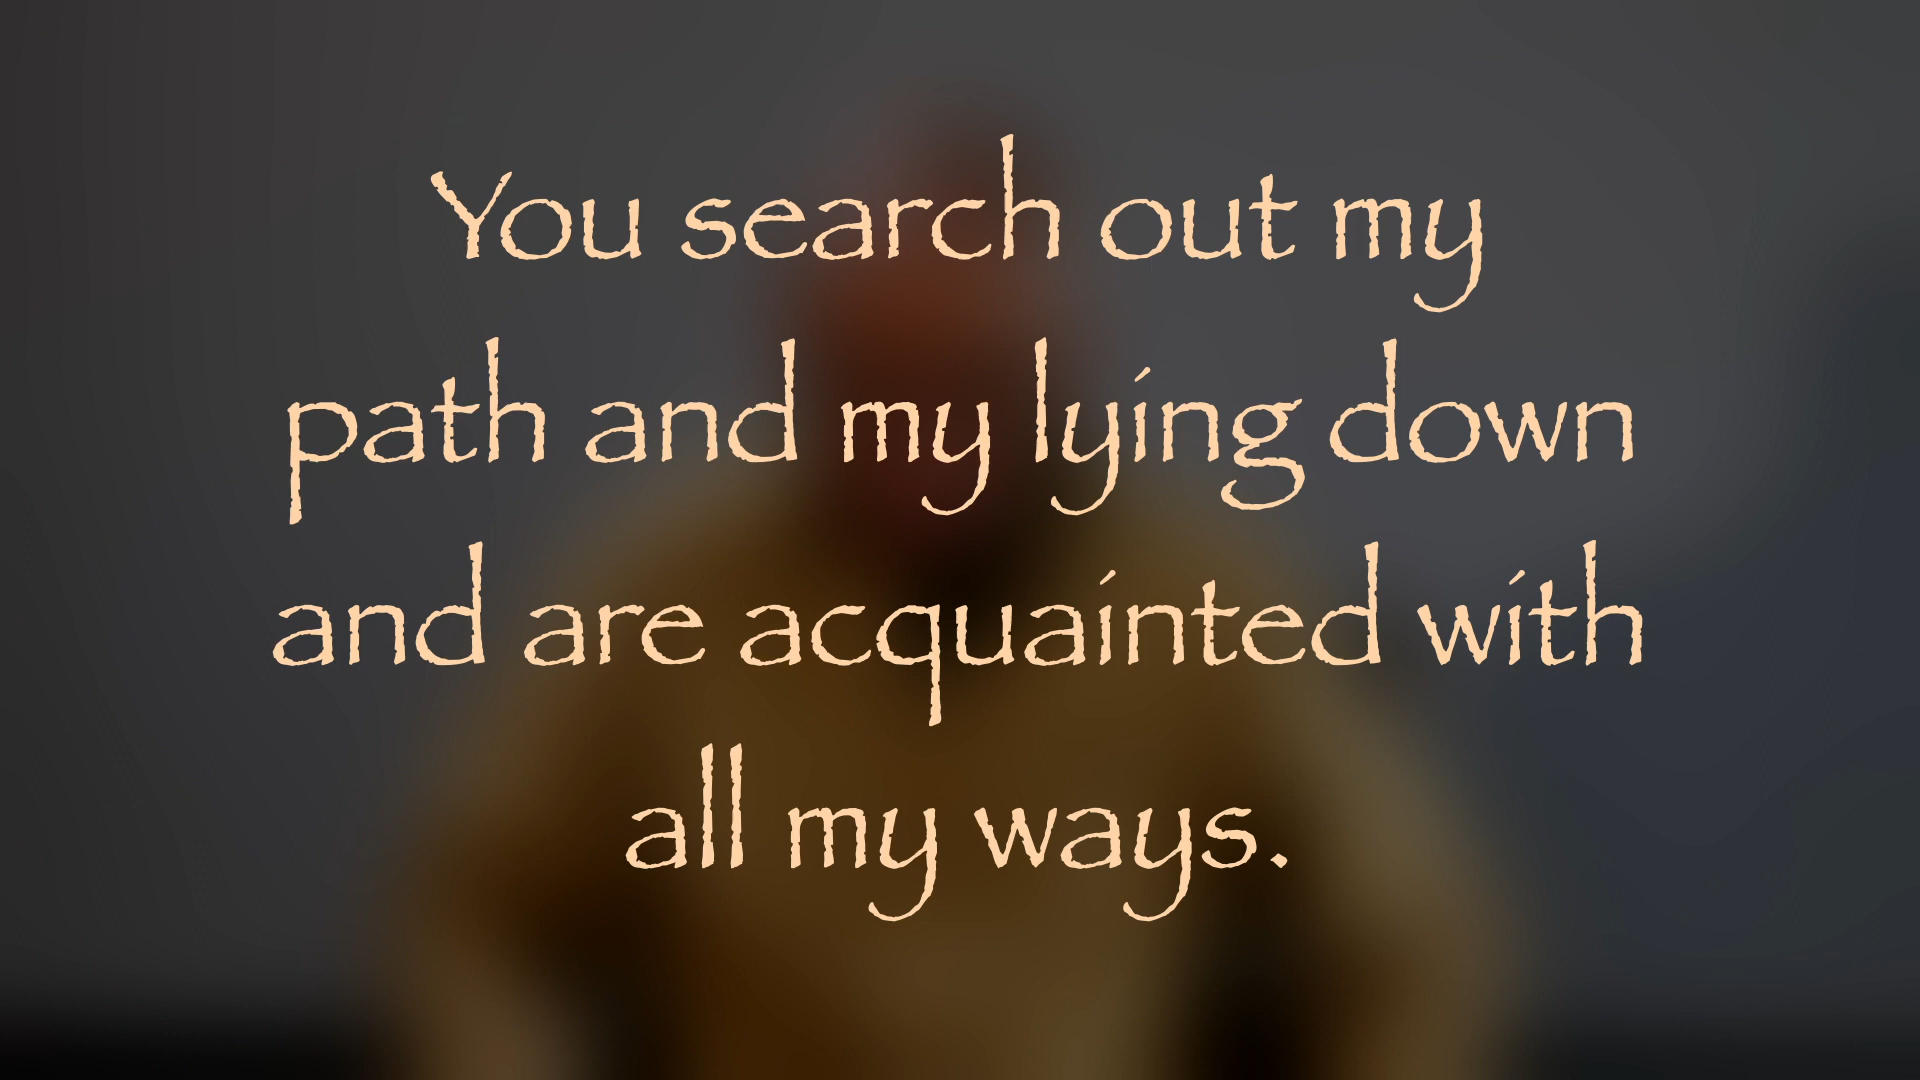 You search out my
path and my lying down
and are acquainted with
all my ways.